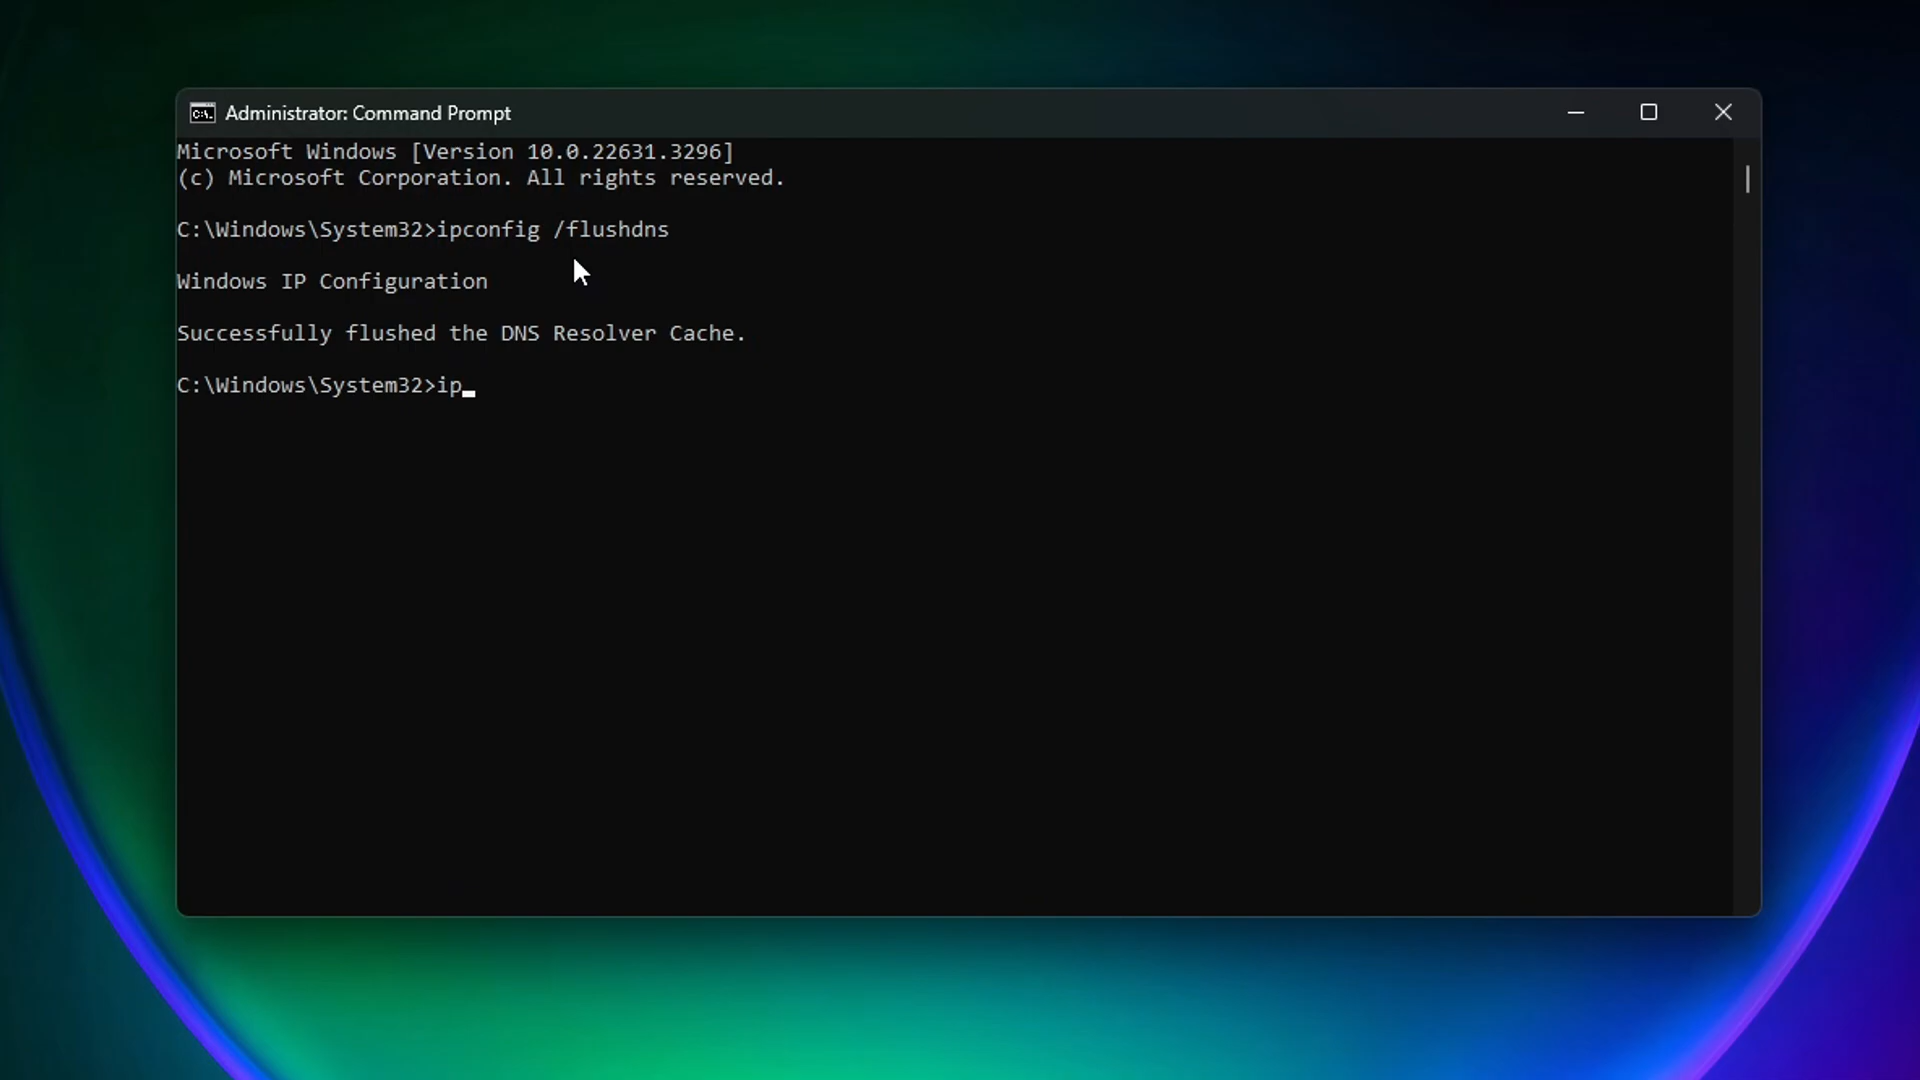 Administrator: Command Prompt
Microsoft Windows [Version 10.0.22631.3296]
(c) Microsoft Corporation. All rights reserved.
C:\Windows\System32>ipconfig /flushdns
Windows IP Configuration
Successfully flushed the DNS Resolver Cache.
C:\Windows\System32>ip